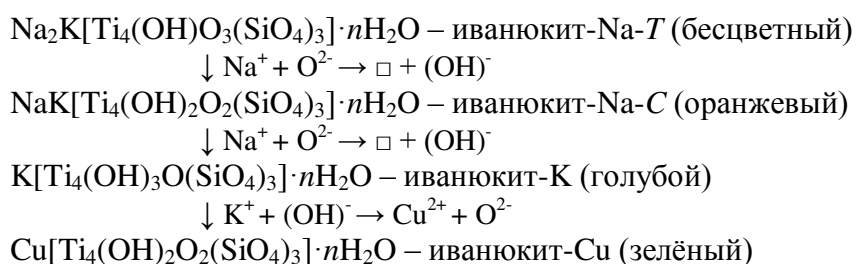 Na₂K[Ti₄(OH)O₃(SiO₄)₃]·nH₂O – иванюкит-Na-T (бесцветный)
↓ Na⁺ + O²⁻ → □ + (OH)⁻
NaK[Ti₄(OH)₂O₂(SiO₄)₃]·nH₂O – иванюкит-Na-C (оранжевый)
↓ Na⁺ + O²⁻ → □ + (OH)⁻
K[Ti₄(OH)₃O(SiO₄)₃]·nH₂O – иванюкит-K (голубой)
↓ K⁺ + (OH)⁻ → Cu²⁺ + O²⁻
Cu[Ti₄(OH)₂O₂(SiO₄)₃]·nH₂O – иванюкит-Cu (зелёный)